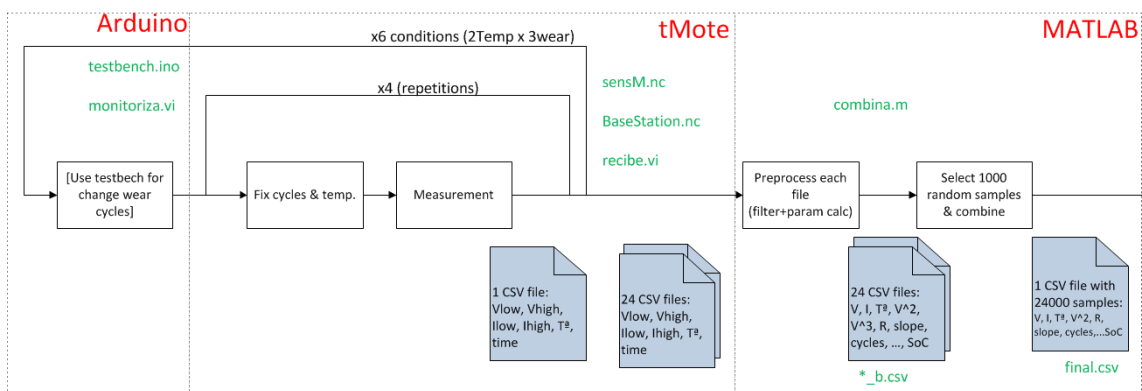 Arduino
tMote
MATLAB
x6 conditions (2Temp x 3wear)
testbench.ino
monitoriza.vi
x4 (repetitions)
sensM.nc
BaseStation.nc
recibe.vi
combina.m
[Use testbech for
change wear
cycles]
Fix cycles & temp.
Measurement
Preprocess each
file
(filter+param calc)
Select 1000
random samples
& combine
1 CSV file:
Vlow, Vhigh,
Ilow, Ihigh, Tª,
time
24 CSV files:
Vlow, Vhigh,
Ilow, Ihigh, Tª,
time
24 CSV files:
V, I, Tª, V^2,
V^3, R, slope,
cycles, ..., SoC
*_b.csv
1 CSV file with
24000 samples:
V, I, Tª, V^2, R,
slope, cycles,...SoC
final.csv